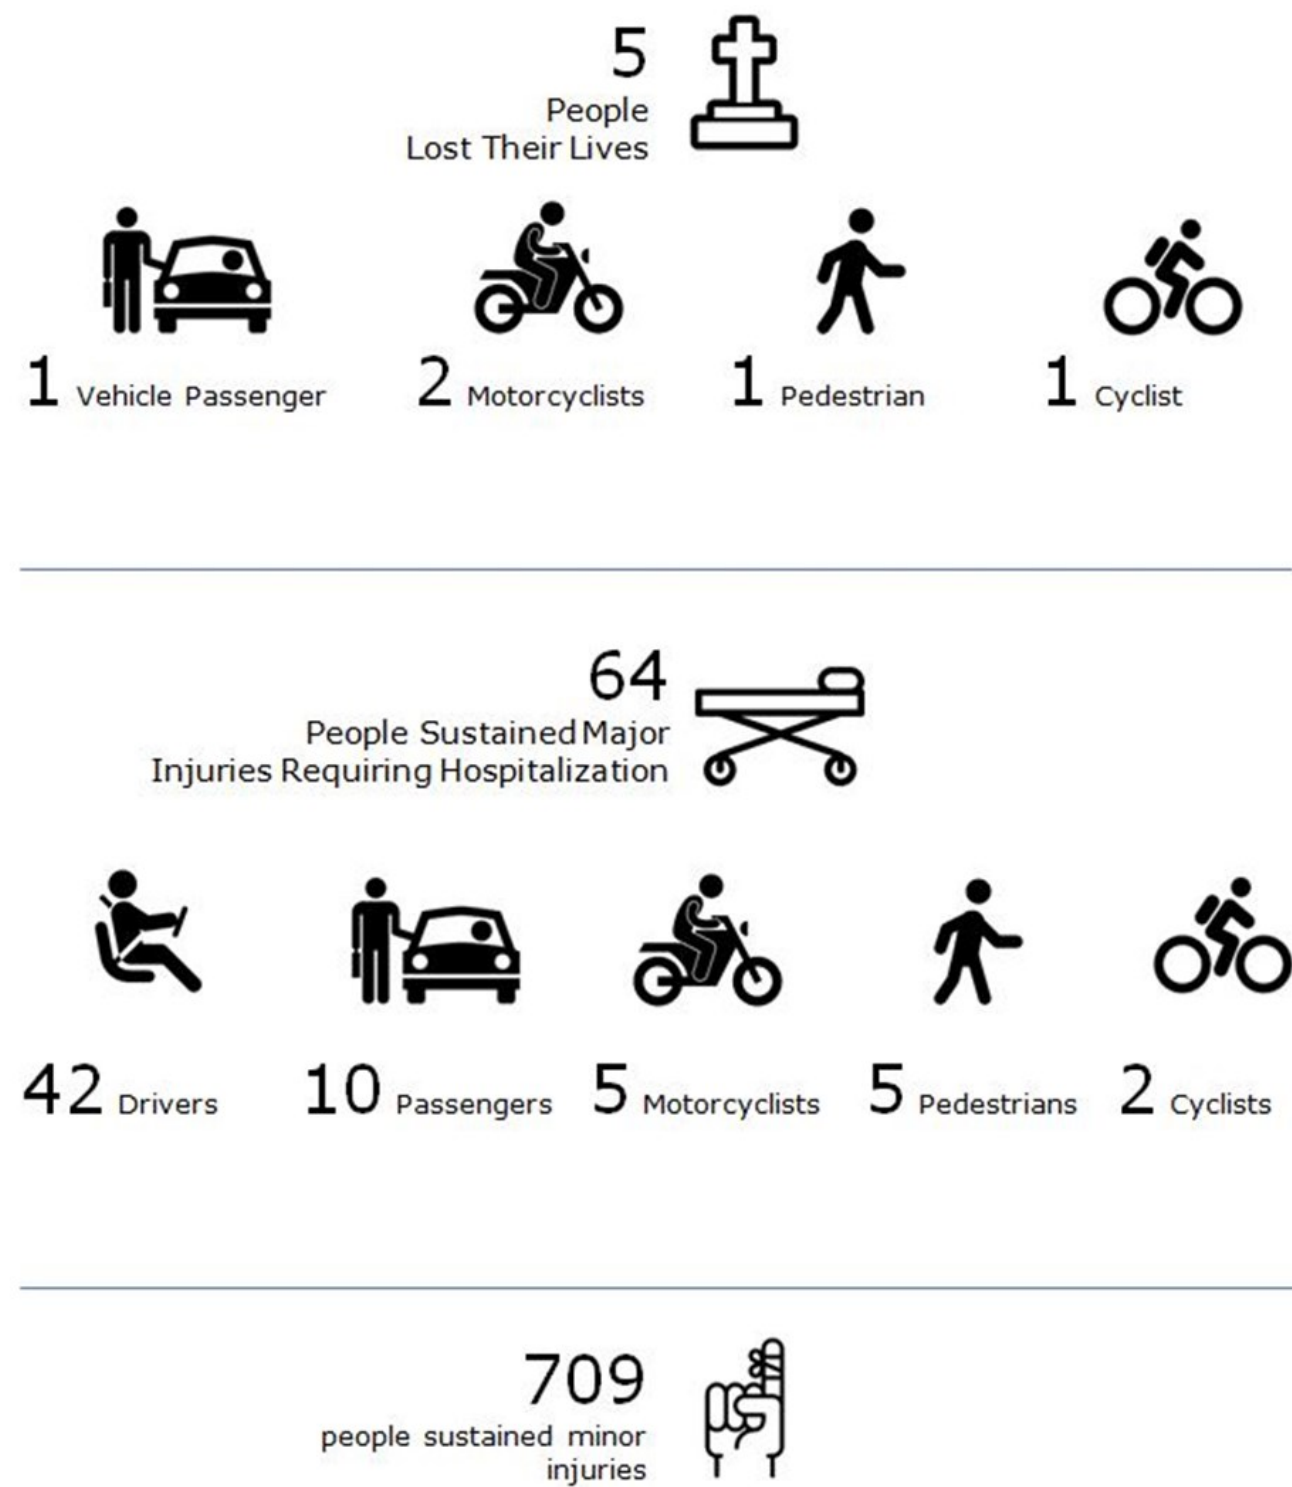 5
People
Lost Their Lives
1 Vehicle Passenger
2 Motorcyclists
1 Pedestrian
1 Cyclist
64
People Sustained Major
Injuries Requiring Hospitalization
42 Drivers
10 Passengers
5 Motorcyclists
5 Pedestrians
2 Cyclists
709
people sustained minor
injuries